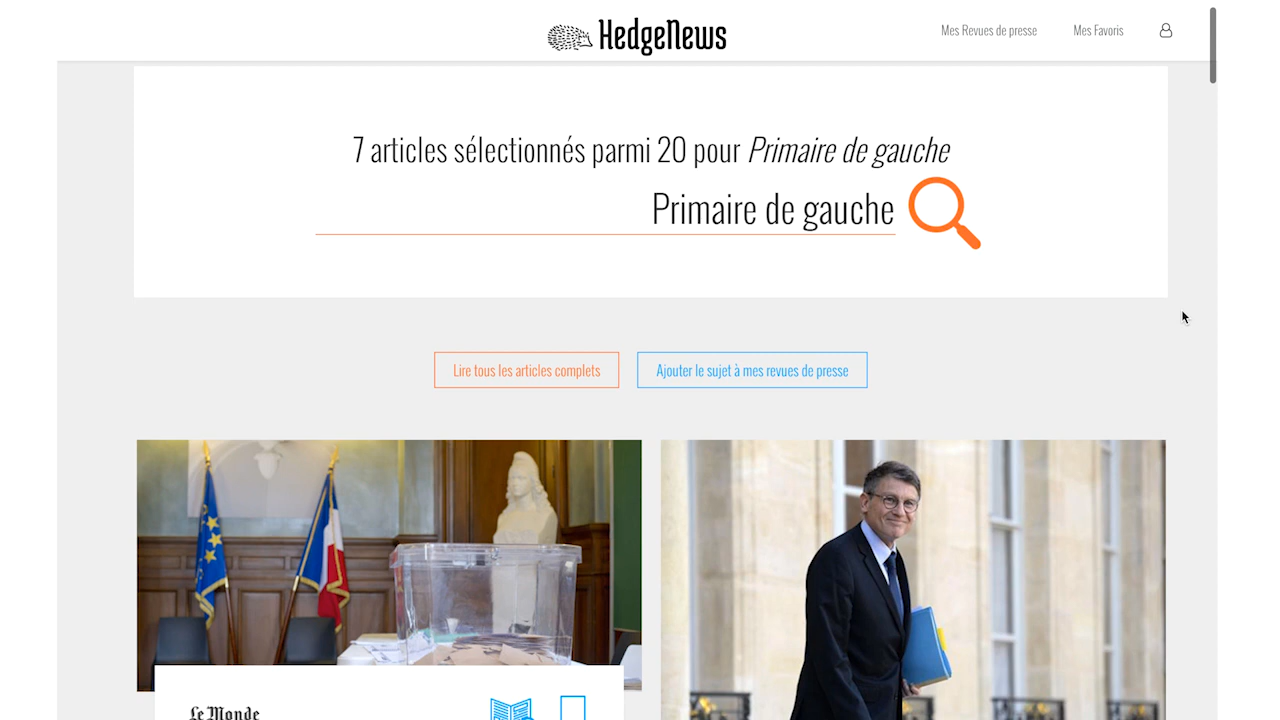 HedgeNews
Mes Revues de presse
Mes Favoris
7 articles sélectionnés parmi 20 pour Primaire de gauche
Primaire de gauche
Lire tous les articles complets
Ajouter le sujet à mes revues de presse
Le Monde